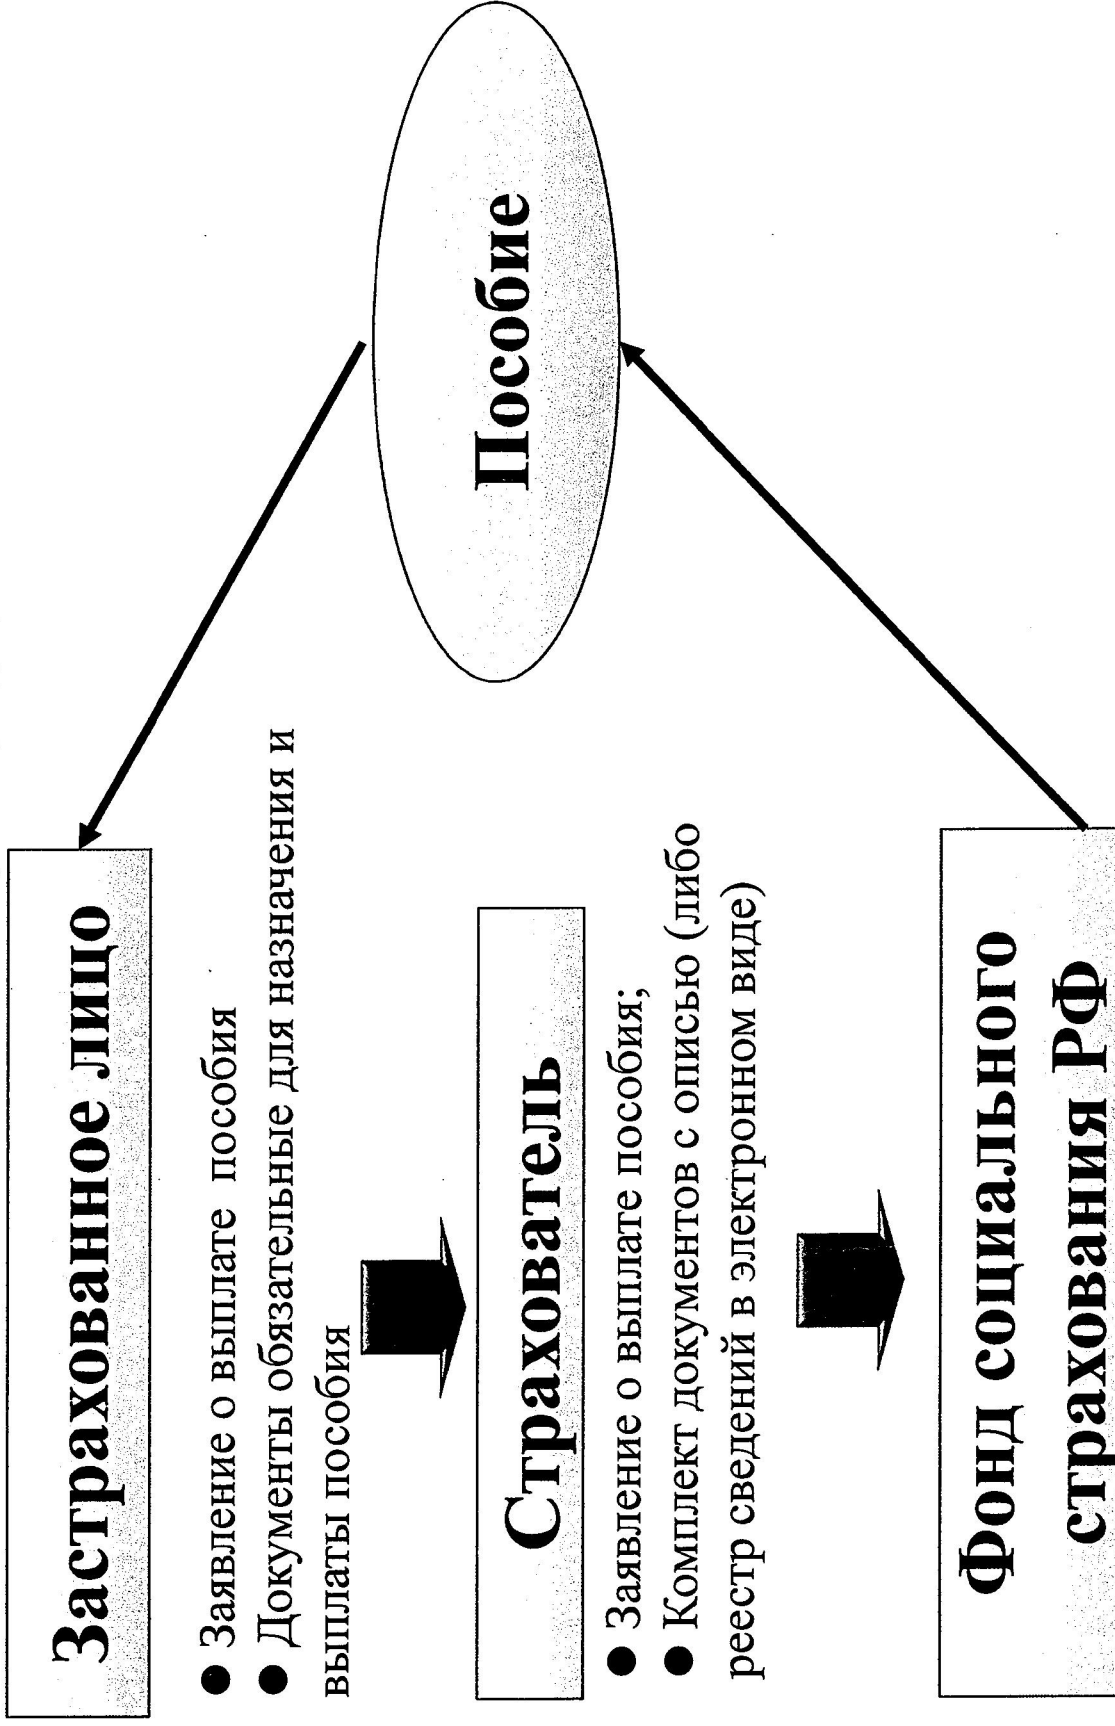 Застрахованное лицо
● Заявление о выплате пособия
● Документы обязательные для назначения и
выплаты пособия
Страхователь
● Заявление о выплате пособия;
● Комплект документов с описью (либо
реестр сведений в электронном виде)
Фонд социального
страхования РФ
Пособие